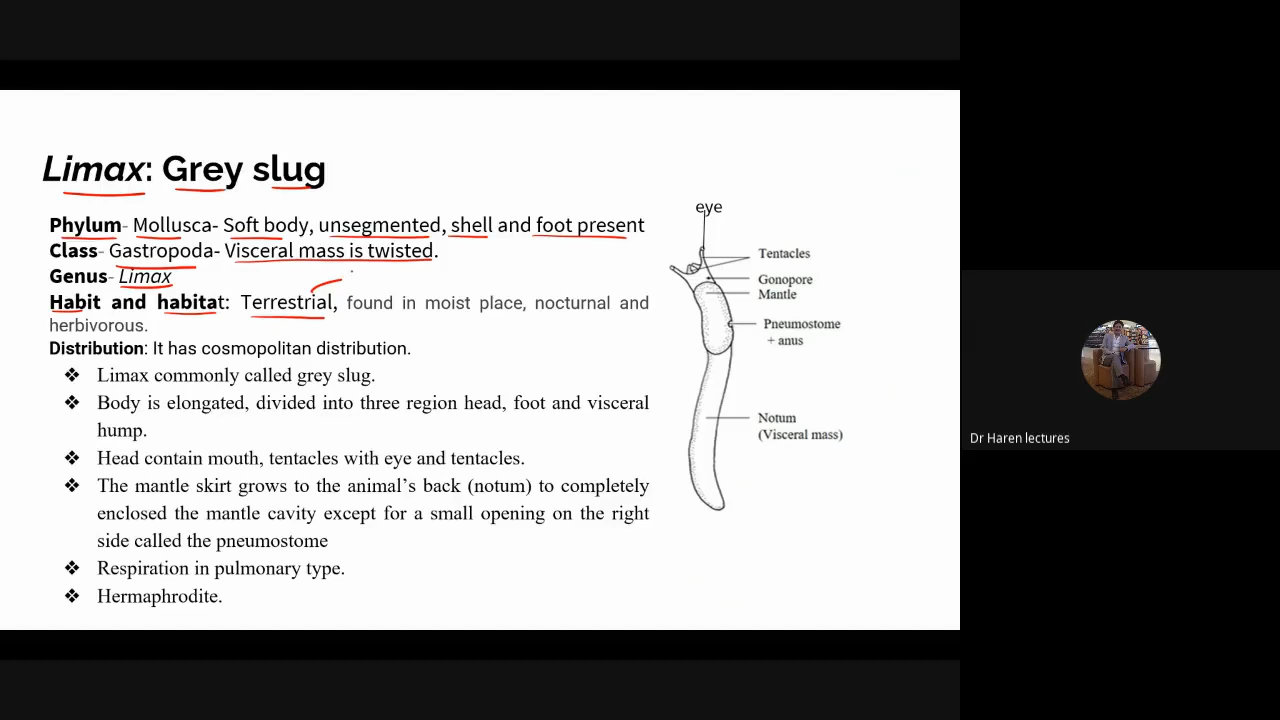 Limax: Grey slug
Phylum- Mollusca- Soft body, unsegmented, shell and foot present
Class- Gastropoda- Visceral mass is twisted.
Genus- Limax
Habit and habitat: Terrestrial, found in moist place, nocturnal and
herbivorous.
Distribution: It has cosmopolitan distribution.
❖ Limax commonly called grey slug.
❖ Body is elongated, divided into three region head, foot and visceral
hump.
❖ Head contain mouth, tentacles with eye and tentacles.
❖ The mantle skirt grows to the animal’s back (notum) to completely
enclosed the mantle cavity except for a small opening on the right
side called the pneumostome
❖ Respiration in pulmonary type.
❖ Hermaphrodite.
eye
Tentacles
Gonopore
Mantle
Pneumostome
+ anus
Notum
(Visceral mass)
Dr Haren lectures